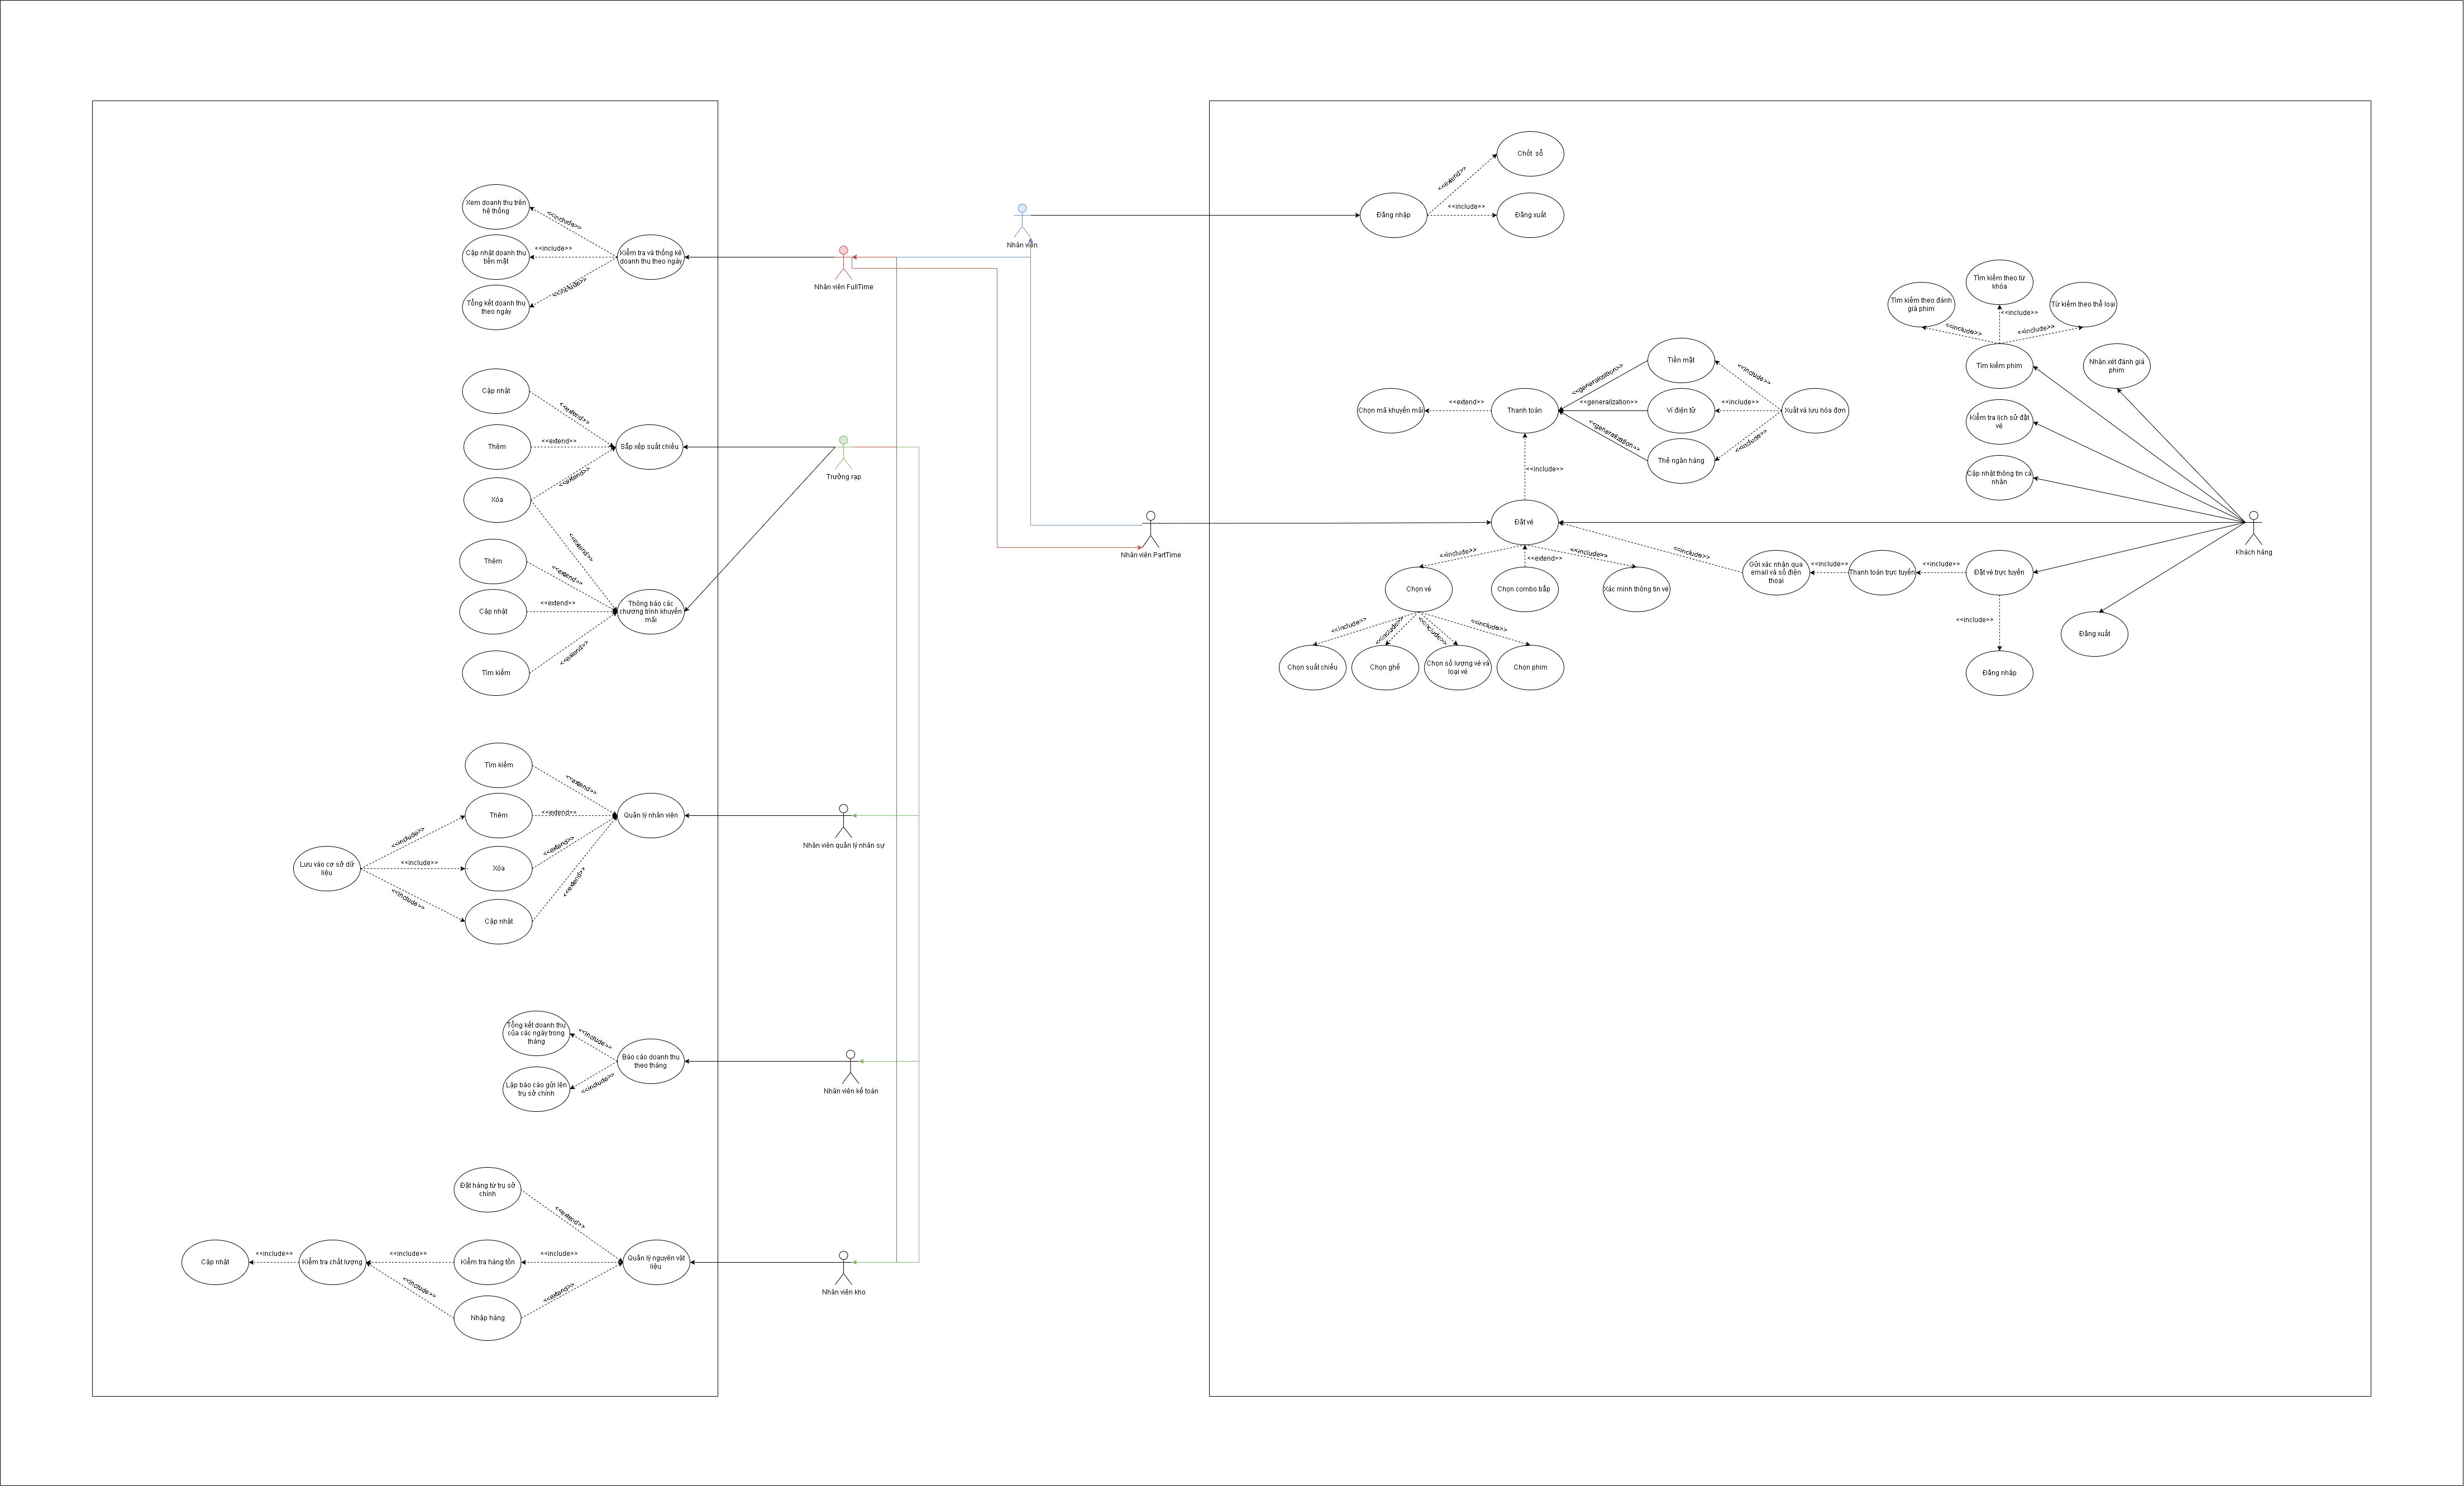 Xem doanh thu trên
hệ thống
<<include>>
Cập nhật doanh thu
tiền mặt
<<include>>
Kiểm tra và thống kê
doanh thu theo ngày
Tổng kết doanh thu
theo ngày
<<include>>
Nhân viên FullTime
Nhân viên
Cập nhật
<<extend>>
Thêm
<<extend>>
Sắp xếp suất chiếu
Xóa
<<extend>>
<<extend>>
Trưởng rạp
Thêm
<<extend>>
Cập nhật
<<extend>>
Thông báo các
chương trình khuyến
mãi
Tìm kiếm
<<extend>>
Nhân viên PartTime
Tìm kiếm
<<extend>>
Thêm
<<extend>>
Quản lý nhân viên
<<include>>
Lưu vào cơ sở dữ
liệu
<<include>>
Xóa
<<extend>>
<<include>>
Cập nhật
<<extend>>
Nhân viên quản lý nhân sự
Tổng kết doanh thu
của các ngày trong
tháng
<<include>>
Báo cáo doanh thu
theo tháng
Lập báo cáo gửi lên
trụ sở chính
<<include>>
Nhân viên kế toán
Đặt hàng từ trụ sở
chính
<<extend>>
Cập nhật
<<include>>
Kiểm tra chất lượng
<<include>>
Kiểm tra hàng tồn
<<include>>
Quản lý nguyên vật
liệu
<<include>>
Nhập hàng
<<extend>>
Nhân viên kho
Chốt sổ
<<extend>>
Đăng nhập
<<include>>
Đăng xuất
Tìm kiếm theo đánh
giá phim
Tìm kiếm theo từ
khóa
Từ kiếm theo thể loại
<<include>>
<<include>>
<<include>>
Tìm kiếm phim
Nhận xét đánh giá
phim
Kiểm tra lịch sử đặt
vé
Cập nhật thông tin cá
nhân
Tiền mặt
<<generalization>>
<<include>>
Chọn mã khuyến mãi
<<extend>>
Thanh toán
<<generalization>>
Ví điện tử
<<include>>
Xuất và lưu hóa đơn
<<generalization>>
Thẻ ngân hàng
<<include>>
<<include>>
Đặt vé
<<include>>
<<extend>>
<<include>>
<<include>>
Chọn vé
Chọn combo bắp
Xác minh thông tin vé
Gửi xác nhận qua
email và số điện
thoại
<<include>>
Thanh toán trực tuyến
<<include>>
Đặt vé trực tuyến
Khách hàng
<<include>>
<<include>>
<<include>>
<<include>>
Chọn suất chiếu
Chọn ghế
Chọn số lượng vé và
loại vé
Chọn phim
<<include>>
Đăng nhập
Đăng xuất